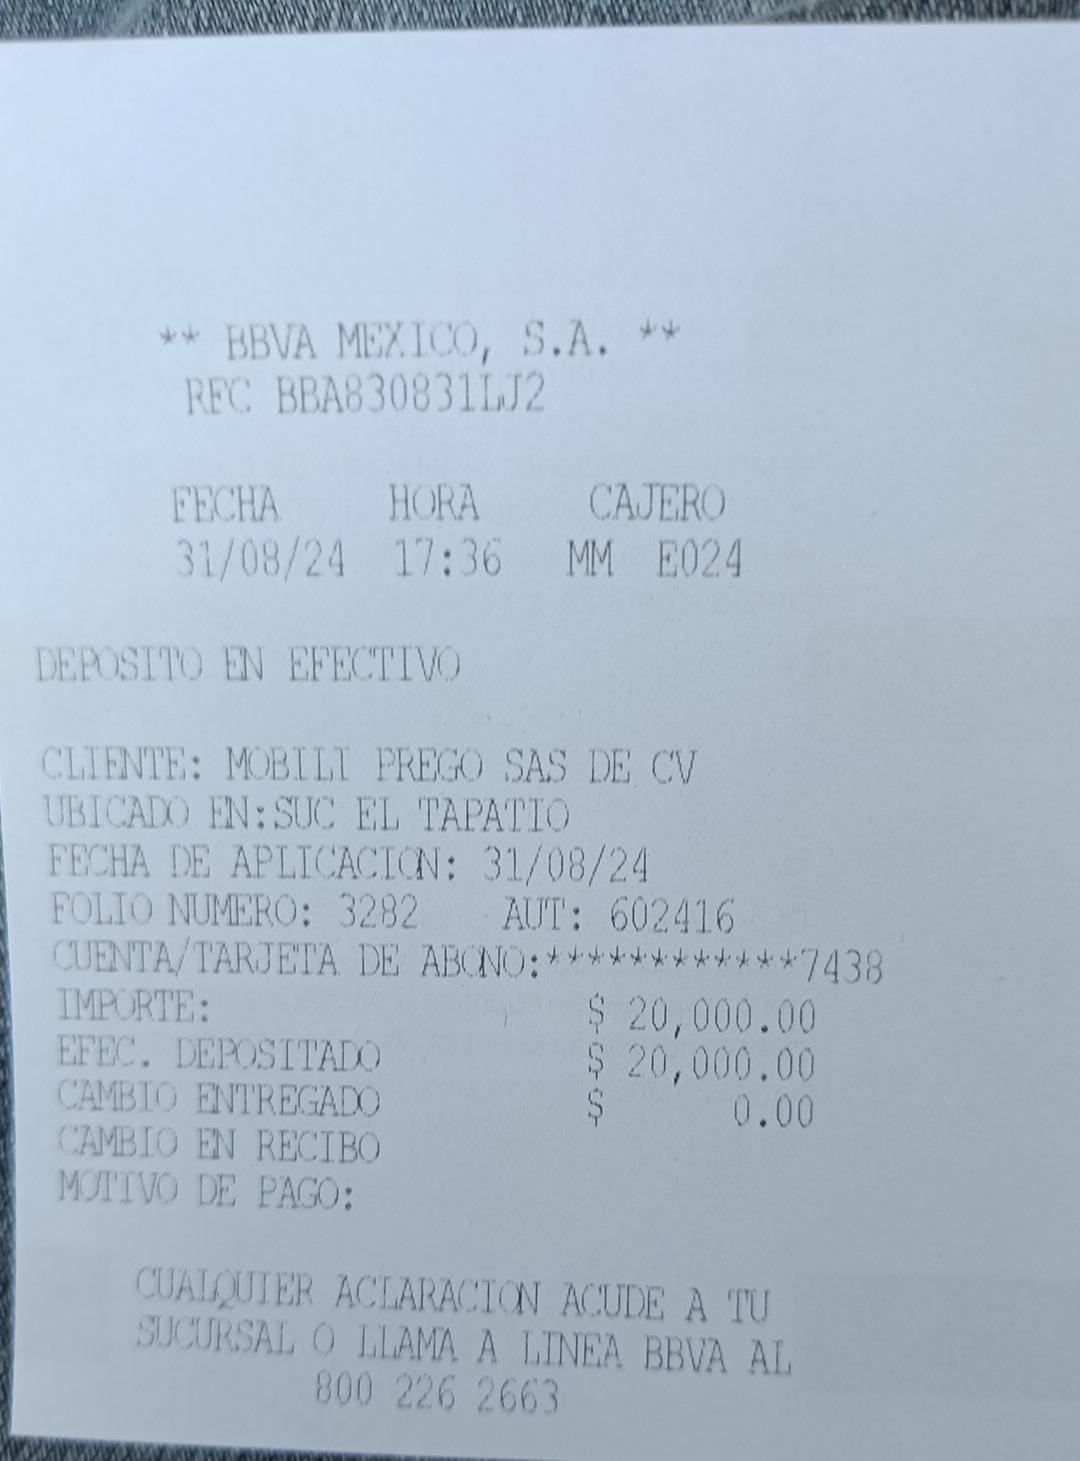 ** BBVA MEXICO, S.A. **
RFC BBA830831LJ2
FECHA HORA CAJERO
31/08/24 17:36 MM E024
DEPOSITO EN EFECTIVO
CLIENTE: MOBILI PREGO SAS DE CV
UBICADO EN:SUC EL TAPATIO
FECHA DE APLICACION: 31/08/24
FOLIO NUMERO: 3282 AUT: 602416
CUENTA/TARJETA DE ABONO:************7438
IMPORTE: $ 20,000.00
EFEC. DEPOSITADO $ 20,000.00
CAMBIO ENTREGADO $ 0.00
CAMBIO EN RECIBO
MOTIVO DE PAGO:
CUALQUIER ACLARACION ACUDE A TU
SUCURSAL O LLAMA A LINEA BBVA AL
800 226 2663